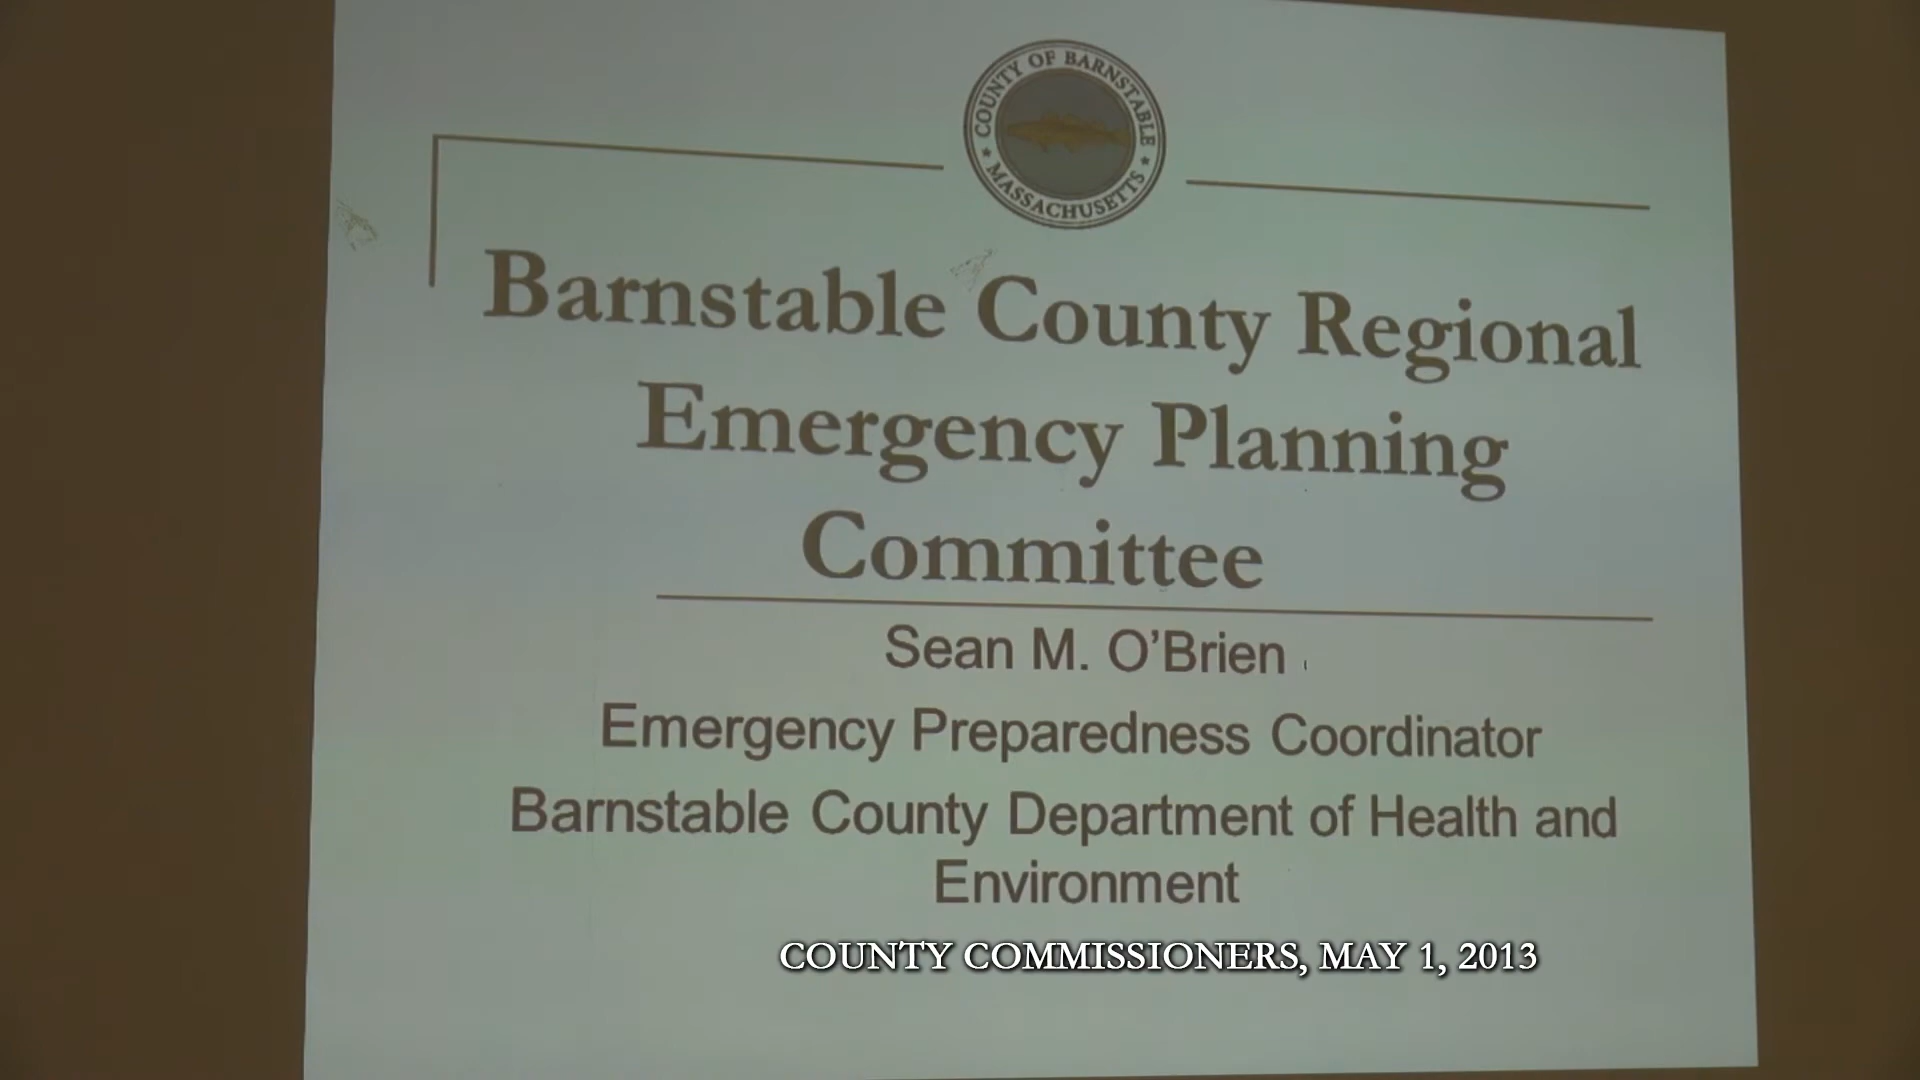 COUNTY OF BARNSTABLE
★ MASSACHUSETTS ★
Barnstable County Regional
Emergency Planning
Committee
Sean M. O’Brien
Emergency Preparedness Coordinator
Barnstable County Department of Health and
Environment
COUNTY COMMISSIONERS, MAY 1, 2013